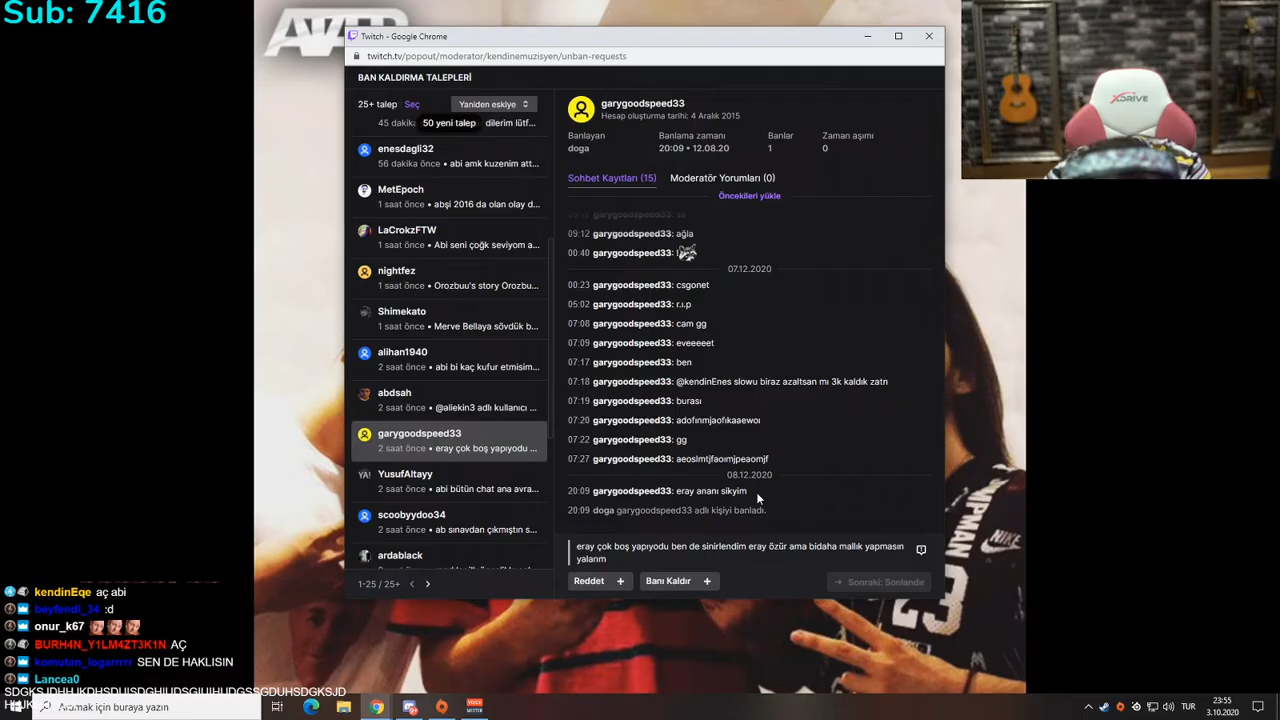 Sub: 7416
Twitch - Google Chrome
twitch.tv/popout/moderator/kendinemuzisyen/unban-requests
BAN KALDIRMA TALEPLERİ
25+ talep Seç Yeniden eskiye
45 daki 50 yeni talep dilerim lütf...
enesdagli32
56 dakika önce • abi amk kuzenim att...
MetEpoch
1 saat önce • abşi 2016 da olan olay d...
LaCrokzFTW
1 saat önce • Abi seni çoğk seviyom a...
nightfez
1 saat önce • Orozbuu's story Orozbu...
Shimekato
1 saat önce • Merve Bellaya sövdük b...
alihan1940
2 saat önce • abi bi kaç kufur etmisim...
abdsah
2 saat önce • @aliekin3 adlı kullanıcı ...
garygoodspeed33
2 saat önce • eray çok boş yapıyodu ...
YusufAltayy
2 saat önce • abi bütün chat ana avra...
scoobyydoo34
2 saat önce • ab sınavdan çıkmıştın s...
ardablack
1-25 / 25+
garygoodspeed33
Hesap oluşturma tarihi: 4 Aralık 2015
Banlayan Banlama zamanı Banlar Zaman aşımı
doga 20:09 • 12.08.20 1 0
Sohbet Kayıtları (15) Moderatör Yorumları (0)
Öncekileri yükle
garygoodspeed33: sa
09:12 garygoodspeed33: ağla
00:40 garygoodspeed33:
07.12.2020
00:23 garygoodspeed33: csgonet
05:02 garygoodspeed33: r.ı.p
07:08 garygoodspeed33: cam gg
07:09 garygoodspeed33: eveeeeet
07:17 garygoodspeed33: ben
07:18 garygoodspeed33: @kendinEnes slowu biraz azaltsan mı 3k kaldık zatn
07:19 garygoodspeed33: burası
07:20 garygoodspeed33: adofınmjaofıkaaewoı
07:22 garygoodspeed33: gg
07:27 garygoodspeed33: aeoslmtjfaoımjpeaomjf
08.12.2020
20:09 garygoodspeed33: eray ananı sikyim
20:09 doga garygoodspeed33 adlı kişiyi banladı.
eray çok boş yapıyodu ben de sinirlendim eray özür ama bidaha mallık yapmasın
yalarım
Reddet + Banı Kaldır + → Sonraki: Sonlandır
XDRIVE
kendinEqe: aç abi
beyfendi_34: :d
onur_k67:
BURH4N_Y1LM4ZT3K1N: AÇ
komutan_logarrrrr: SEN DE HAKLISIN
Lancea0:
Aramak için buraya yazın
TUR
23:55
3.10.2020
NIKE